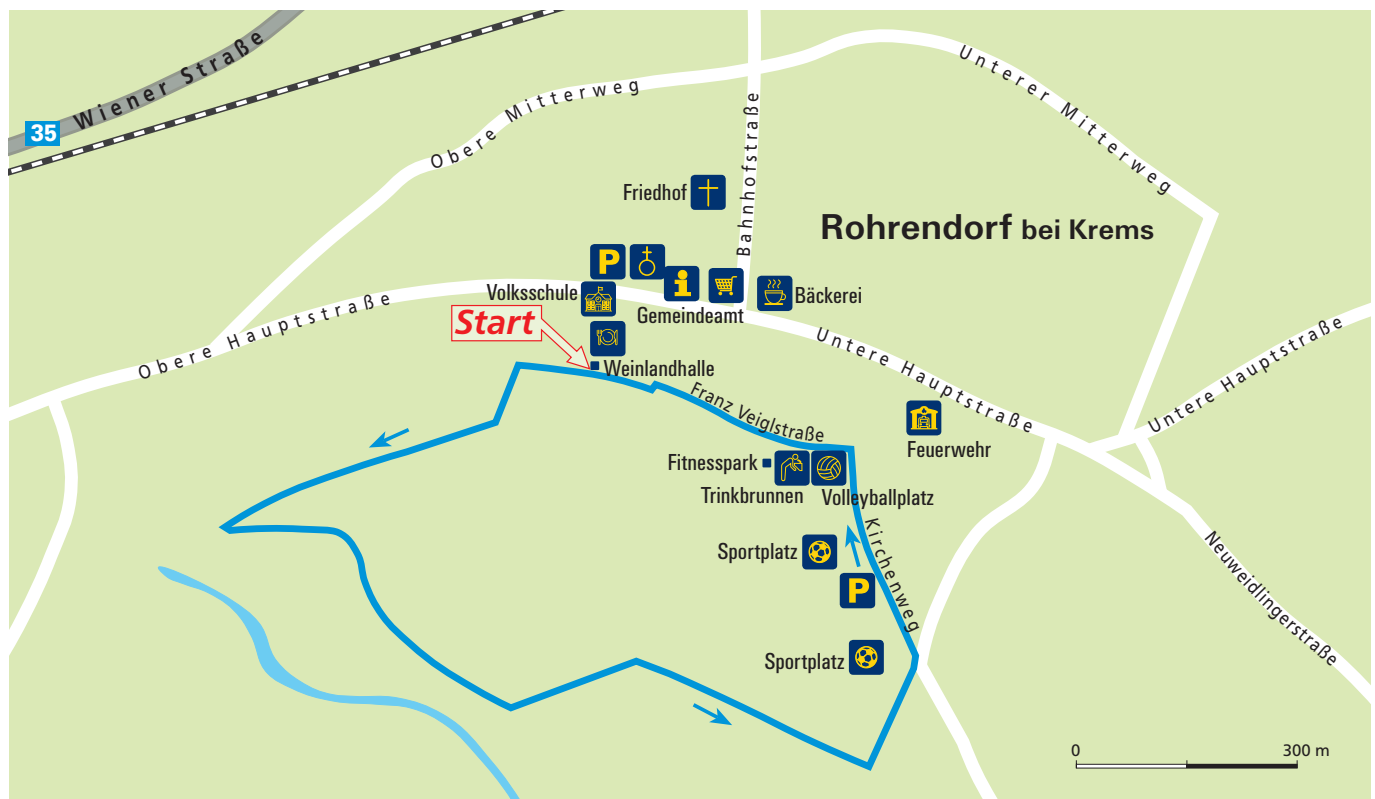 Wiener Straße
35
Obere Mitterweg
Unterer Mitterweg
Bahnhofstraße
Friedhof
Rohrendorf bei Krems
P
Volksschule
Gemeindeamt
Bäckerei
Obere Hauptstraße
Start
Weinlandhalle
Untere Hauptstraße
Untere Hauptstraße
Franz Veiglstraße
Feuerwehr
Fitnesspark
Trinkbrunnen
Volleyballplatz
Kirchenweg
Sportplatz
P
Neuweidlingerstraße
Sportplatz
0 300 m